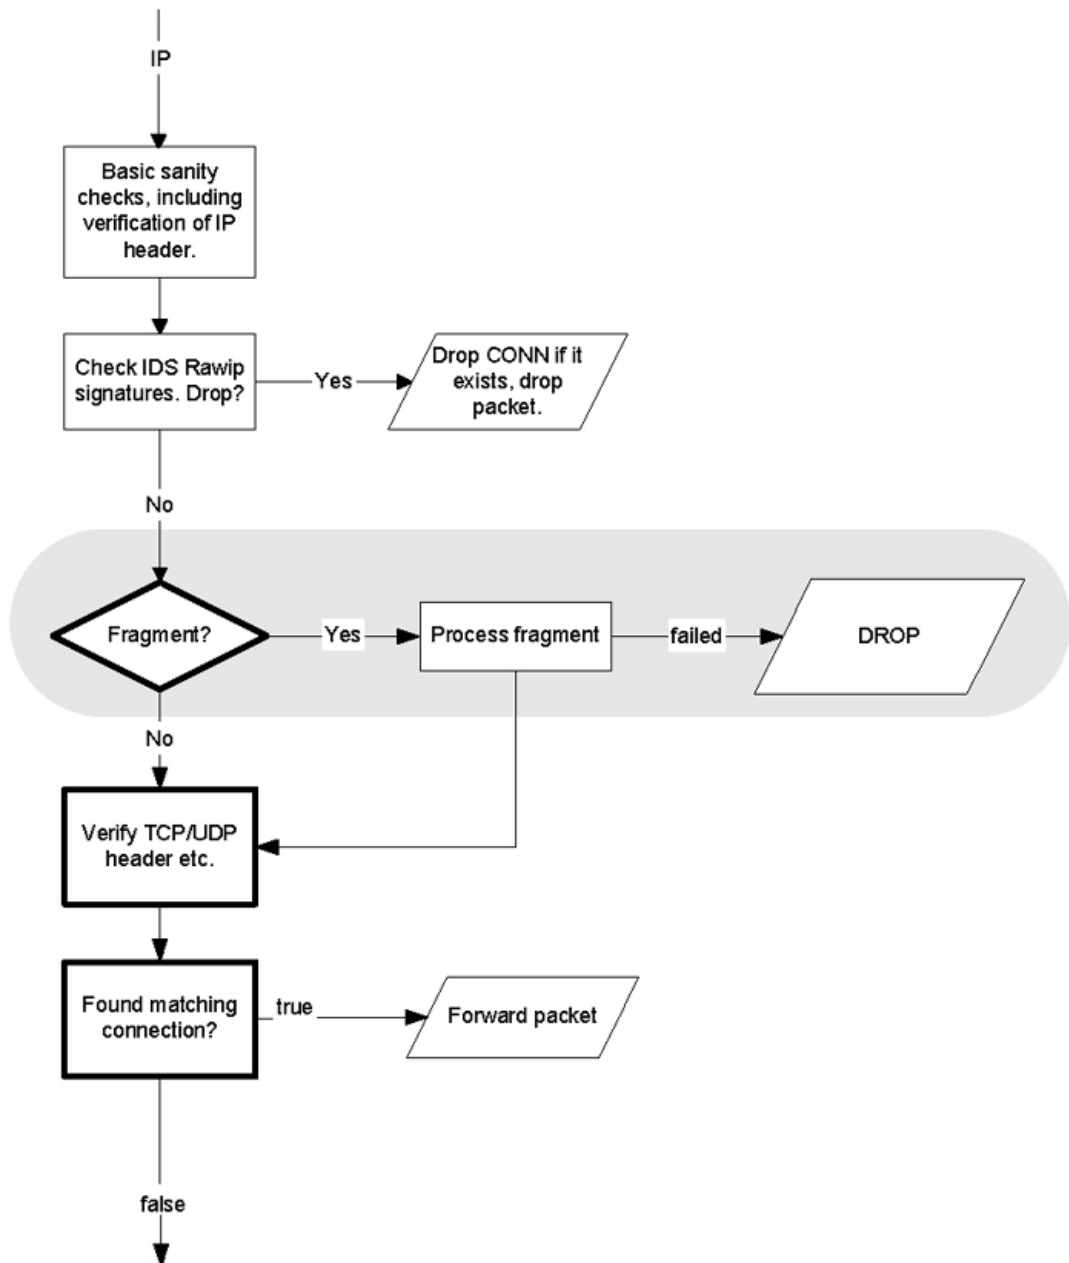 IP
Basic sanity
checks, including
verification of IP
header.
Check IDS Rawip
signatures. Drop?
Yes
Drop CONN if it
exists, drop
packet.
No
Fragment?
Yes
Process fragment
failed
DROP
No
Verify TCP/UDP
header etc.
Found matching
connection?
true
Forward packet
false